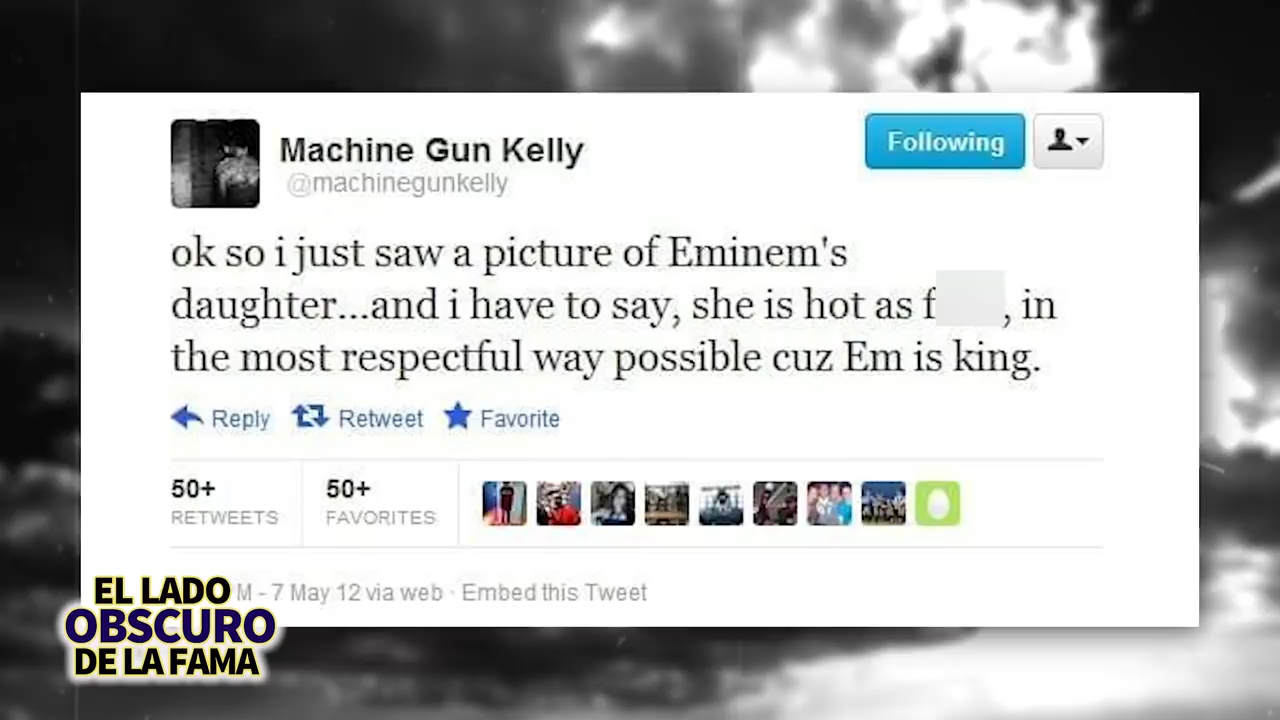 Machine Gun Kelly
@machinegunkelly
Following
ok so i just saw a picture of Eminem's
daughter...and i have to say, she is hot as f , in
the most respectful way possible cuz Em is king.
Reply Retweet Favorite
50+ 50+
RETWEETS FAVORITES
M - 7 May 12 via web · Embed this Tweet
EL LADO
OBSCURO
DE LA FAMA